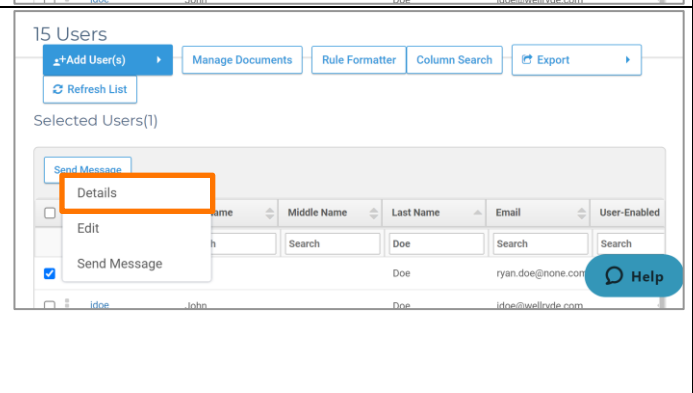 15 Users
+Add User(s) Manage Documents Rule Formatter Column Search Export
Refresh List
Selected Users(1)
Send Message
Details
Edit
Send Message
Middle Name Last Name Email User-Enabled
Search Doe Search Search
Doe ryan.doe@none.com
Help
jdoe John Doe jdoe@wellryde.com